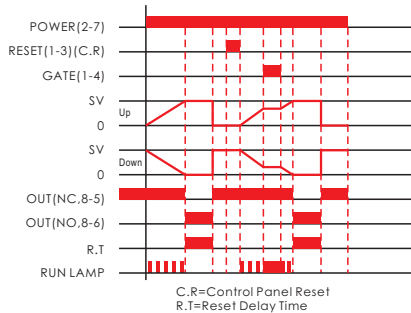 POWER(2-7)
RESET(1-3)(C.R)
GATE(1-4)
SV
Up
0
SV
Down
0
OUT(NC,8-5)
OUT(NO,8-6)
R.T
RUN LAMP
C.R=Control Panel Reset
R.T=Reset Delay Time